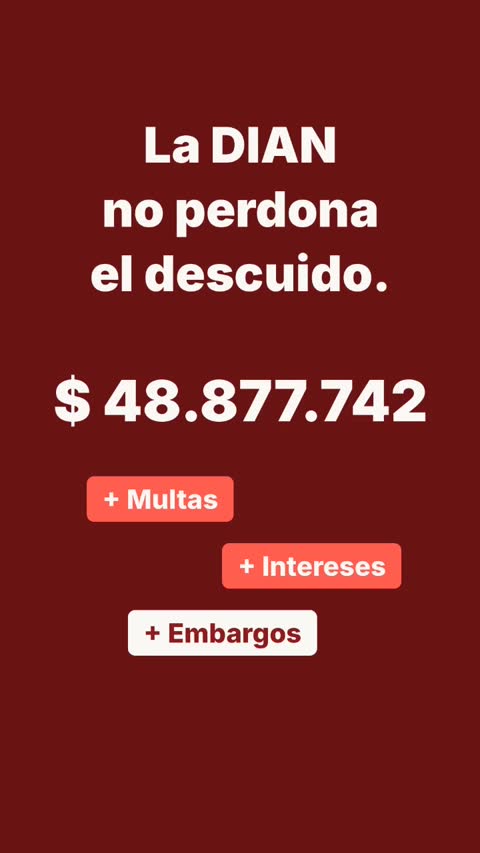 La DIAN
no perdona
el descuido.
$ 48.877.742
+ Multas
+ Intereses
+ Embargos